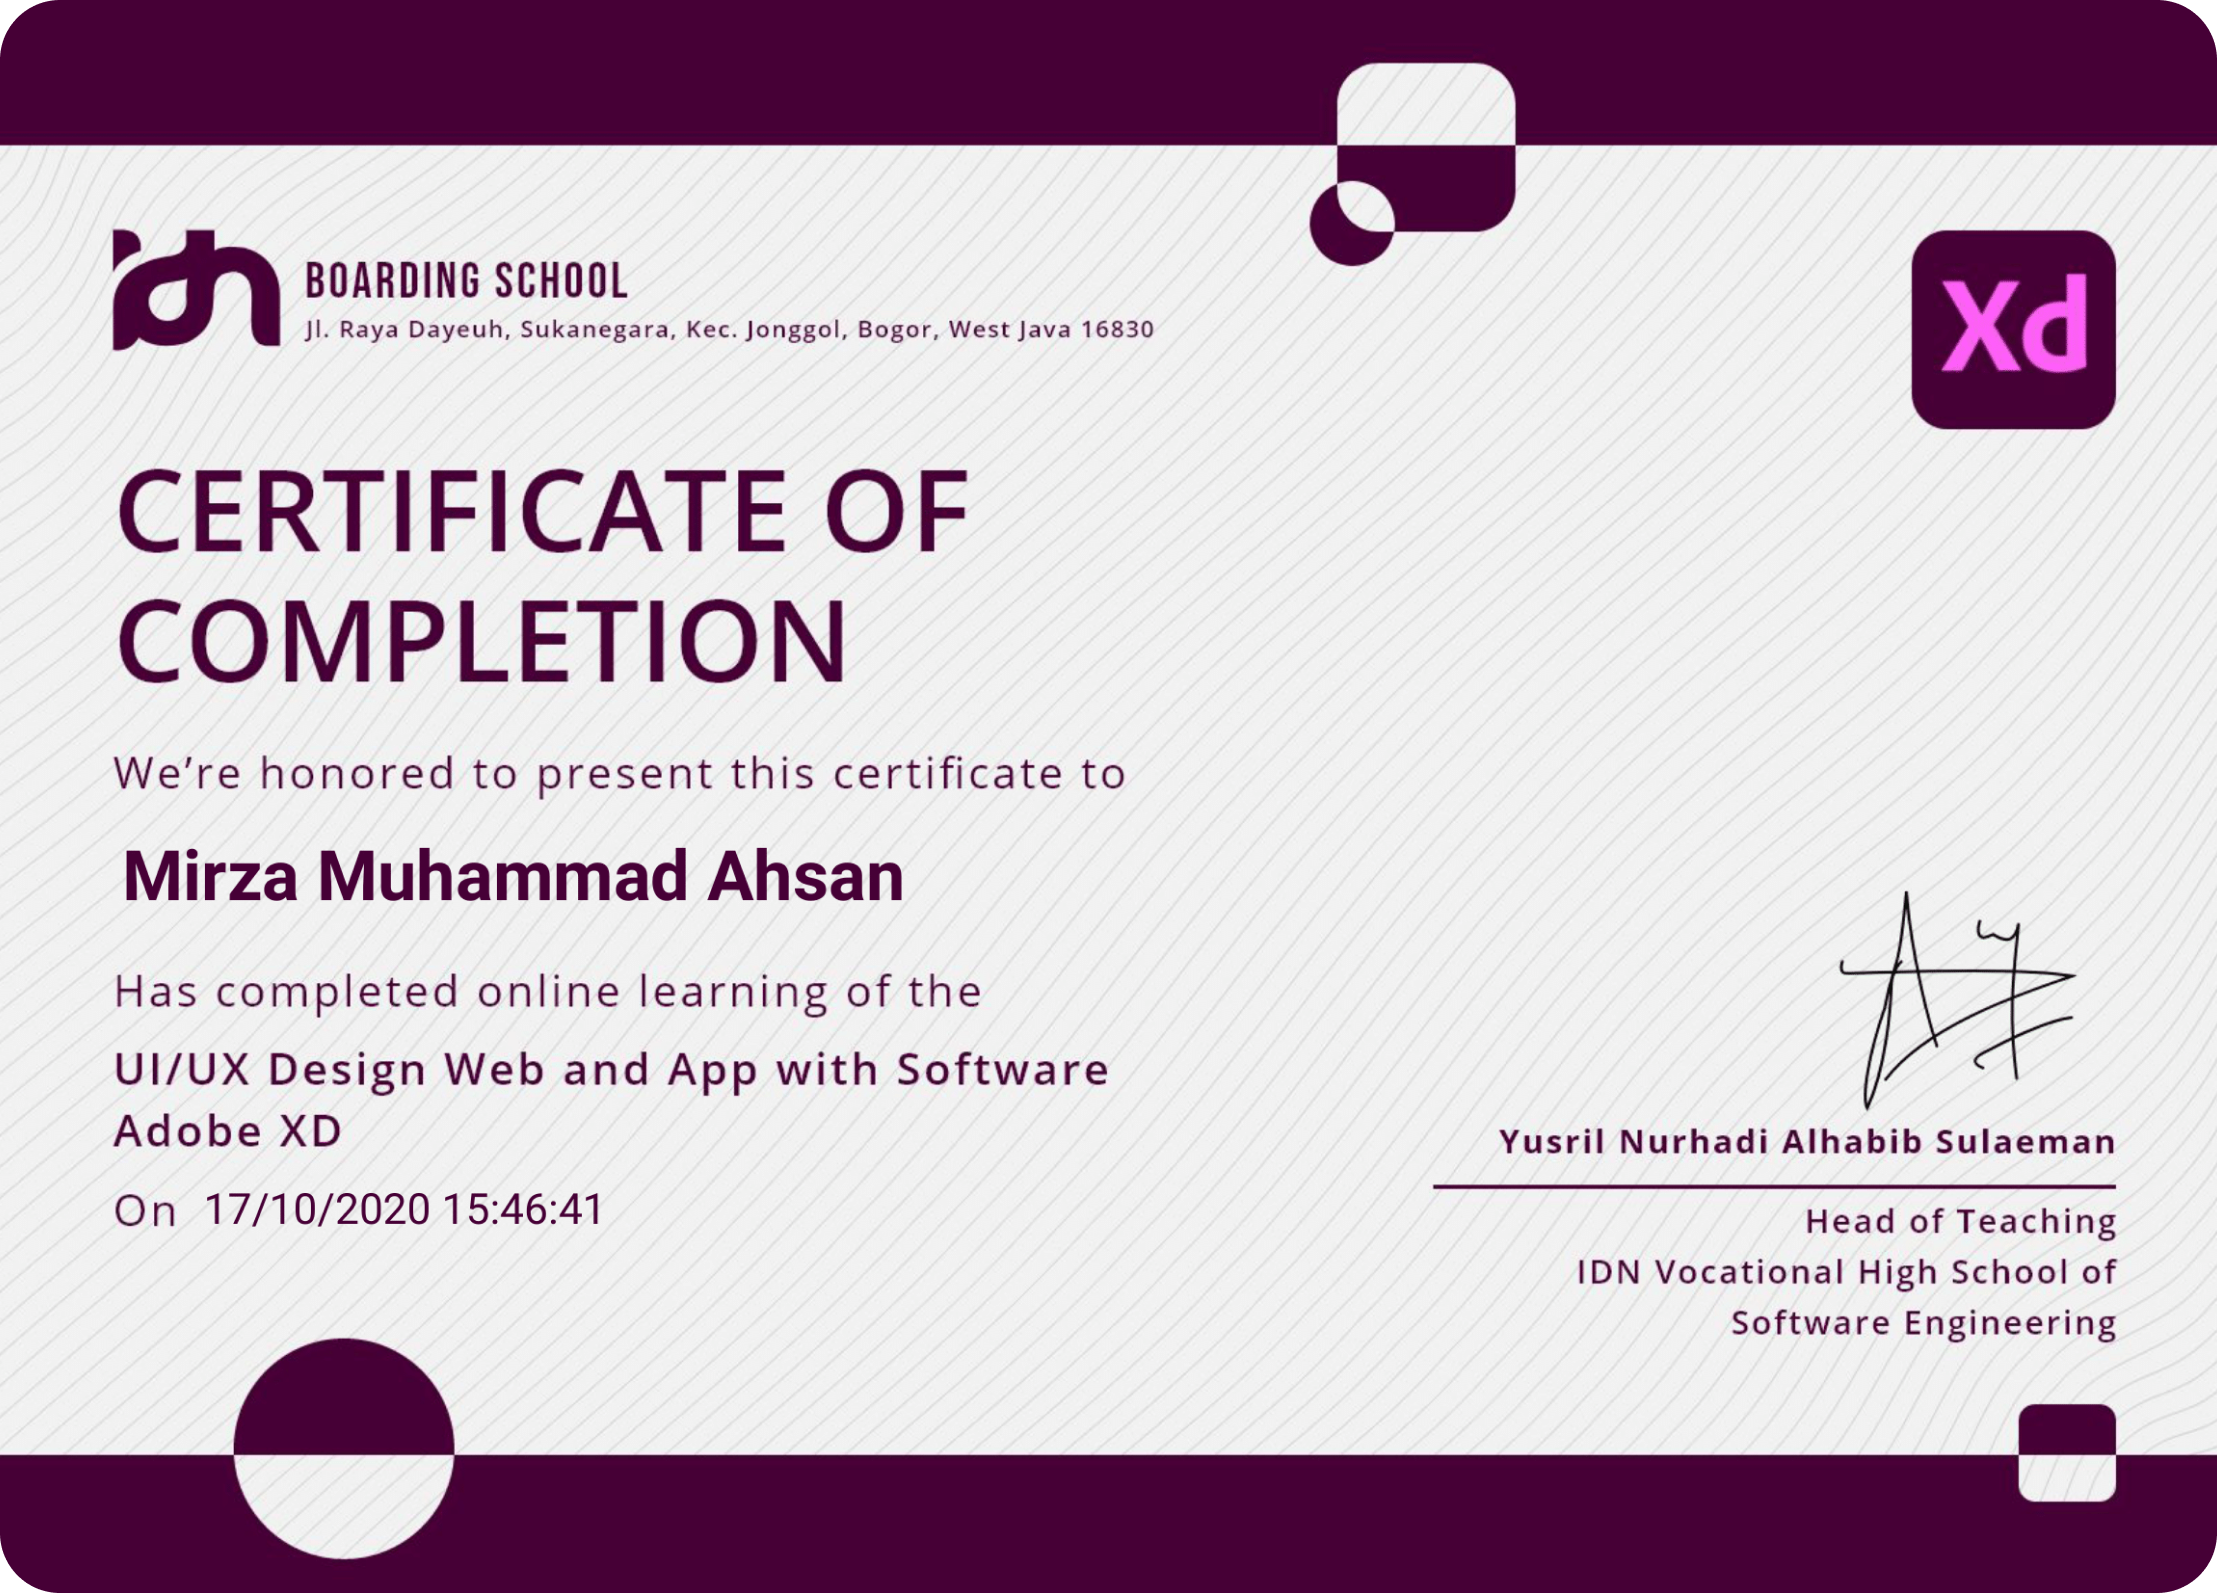 idn
BOARDING SCHOOL
Jl. Raya Dayeuh, Sukanegara, Kec. Jonggol, Bogor, West Java 16830
Xd
CERTIFICATE OF
COMPLETION
We’re honored to present this certificate to
Mirza Muhammad Ahsan
Has completed online learning of the
UI/UX Design Web and App with Software
Adobe XD
On 17/10/2020 15:46:41
Yusril Nurhadi Alhabib Sulaeman
Head of Teaching
IDN Vocational High School of
Software Engineering